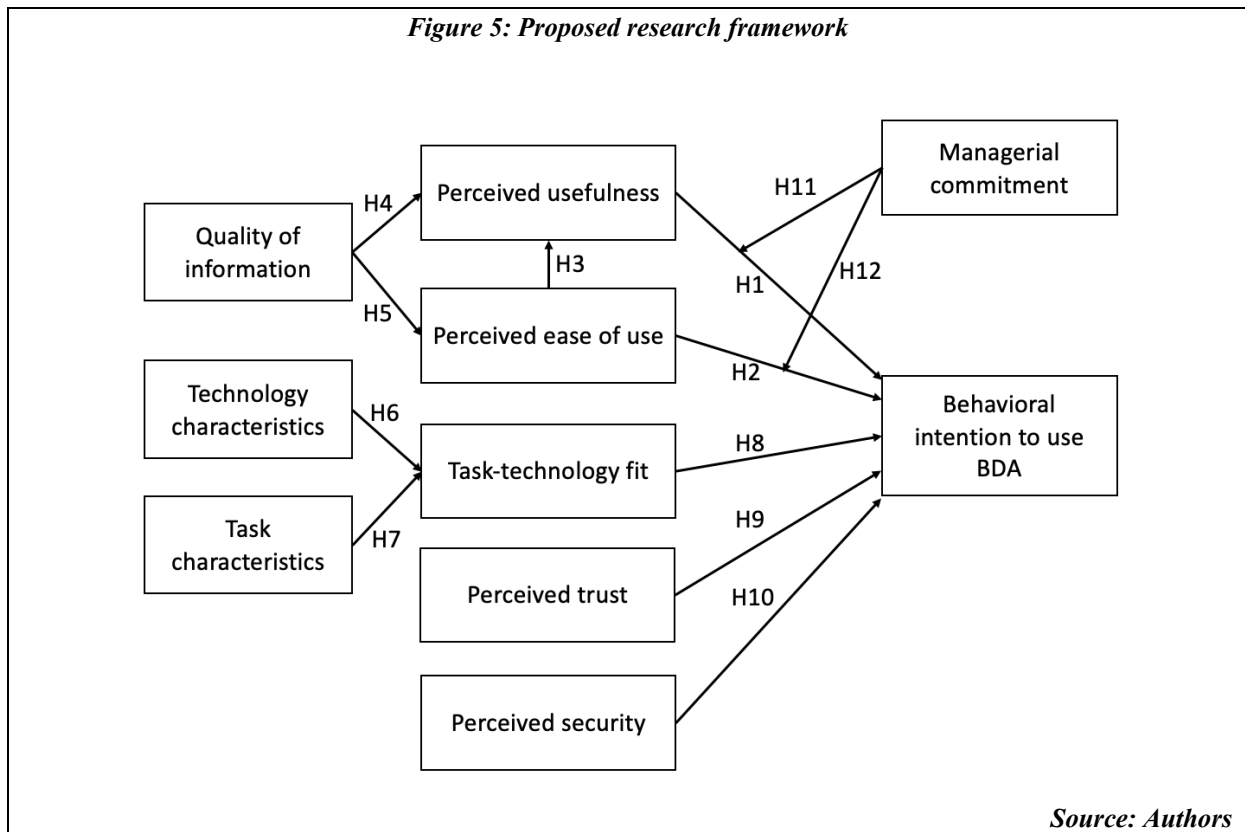 Figure 5: Proposed research framework
Managerial
commitment
Perceived usefulness
H11
H4
Quality of
information
H3
H12
H1
H5
Perceived ease of use
H2
Technology
characteristics
H6
Behavioral
intention to use
BDA
H8
Task-technology fit
Task
characteristics
H7
H9
Perceived trust
H10
Perceived security
Source: Authors